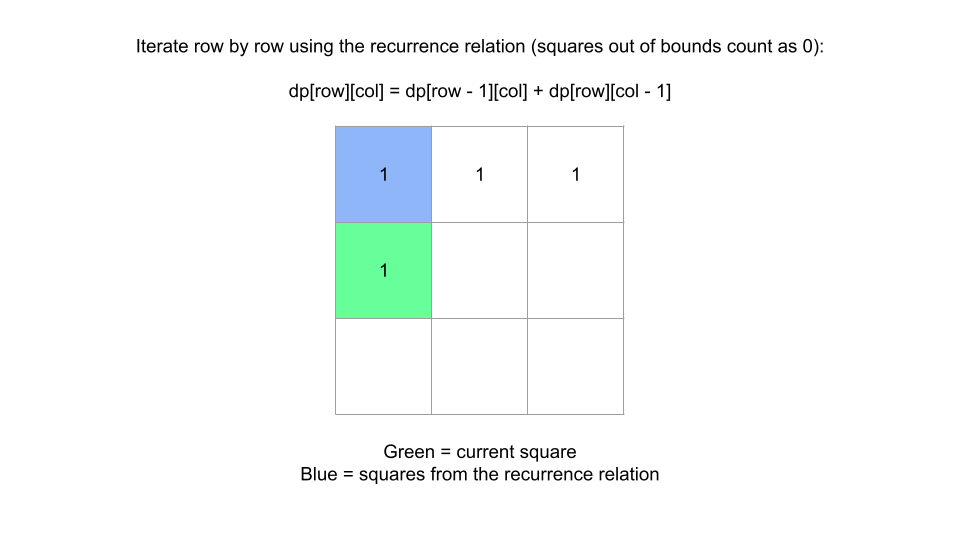 Iterate row by row using the recurrence relation (squares out of bounds count as 0):
dp[row][col] = dp[row - 1][col] + dp[row][col - 1]
1 1 1
1
Green = current square
Blue = squares from the recurrence relation